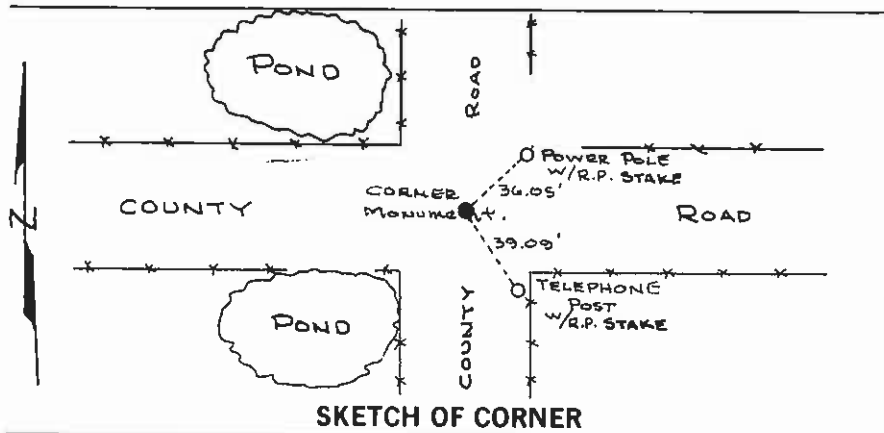 POND
ROAD
POWER POLE
W/R.P. STAKE
36.05'
CORNER
MONUMENT.
COUNTY
ROAD
N
39.09'
TELEPHONE
POST
W/R.P. STAKE
POND
COUNTY
SKETCH OF CORNER